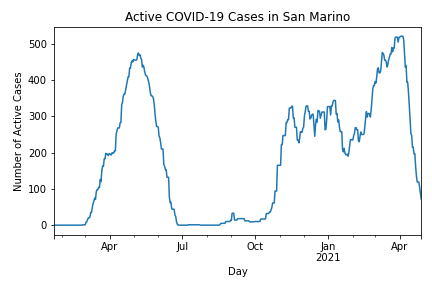 Active COVID-19 Cases in San Marino
Number of Active Cases
500
400
300
200
100
0
Apr
Jul
Oct
Jan
2021
Apr
Day